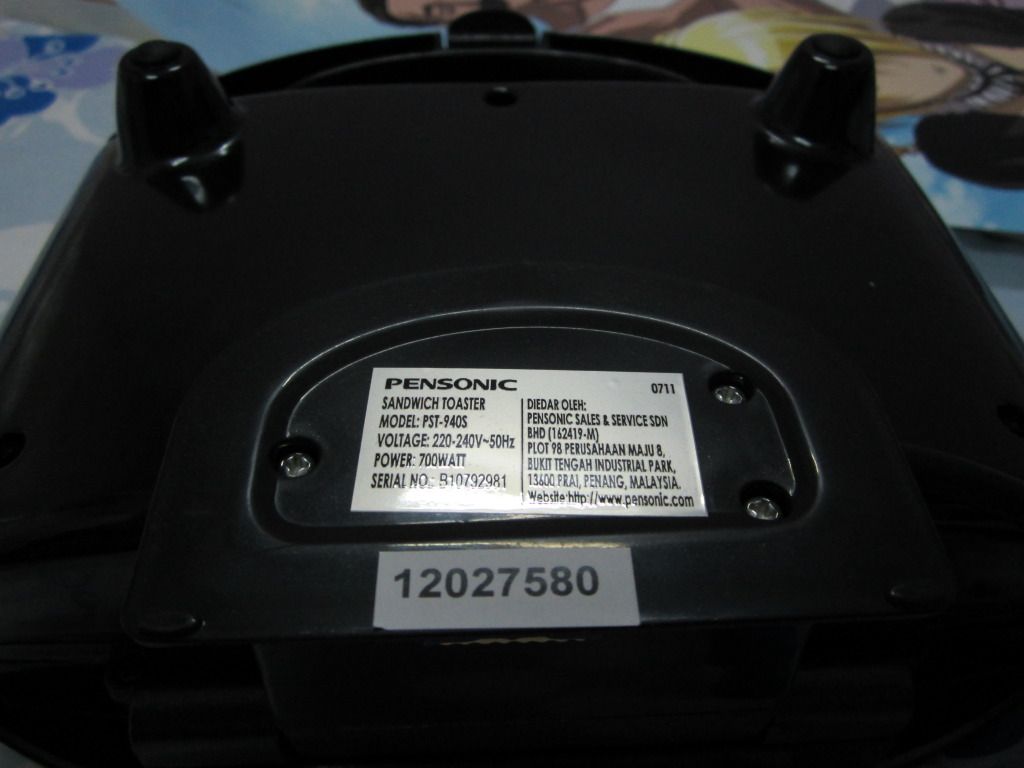 PENSONIC
SANDWICH TOASTER
MODEL: PST-940S
VOLTAGE: 220-240V~50Hz
POWER: 700WATT
SERIAL NO.: B10792981
0711
DIEDAR OLEH:
PENSONIC SALES & SERVICE SDN
BHD (162419-M)
PLOT 98 PERUSAHAAN MAJU 8,
BUKIT TENGAH INDUSTRIAL PARK,
13600 PRAI, PENANG, MALAYSIA.
Website:http://www.pensonic.com
12027580